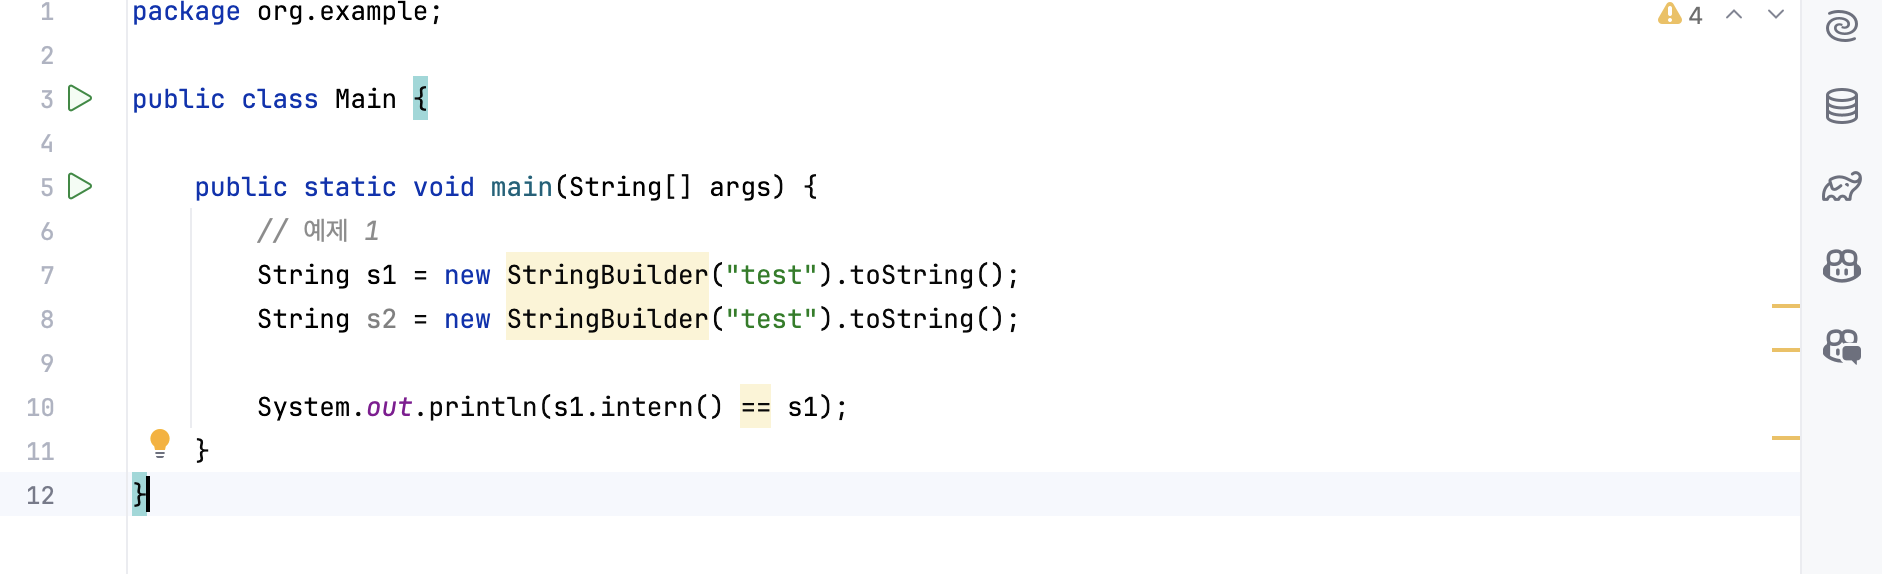 1 package org.example;
4
2
3 public class Main {
4
5 public static void main(String[] args) {
6 // 예제 1
7 String s1 = new StringBuilder("test").toString();
8 String s2 = new StringBuilder("test").toString();
9
10 System.out.println(s1.intern() == s1);
11 }
12 }